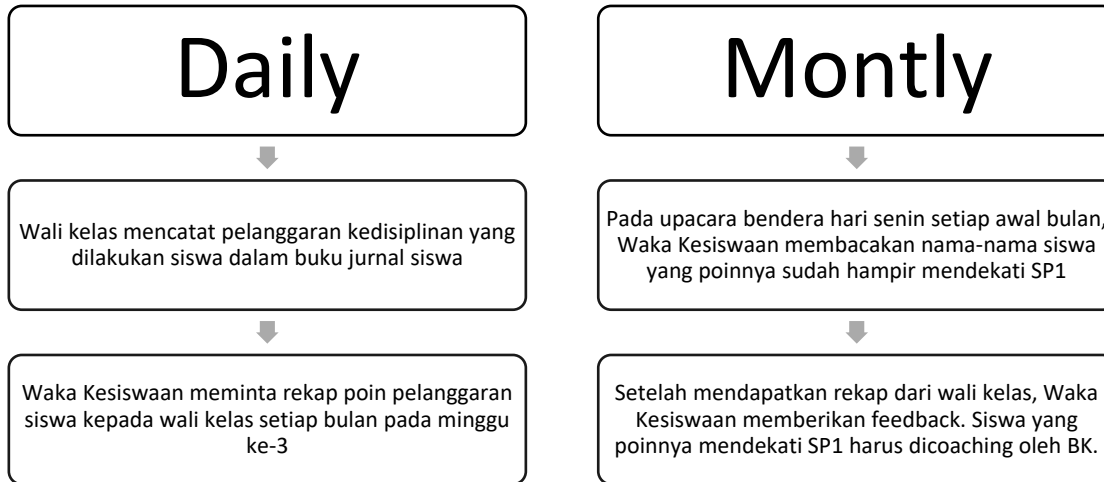 Daily
Wali kelas mencatat pelanggaran kedisiplinan yang
dilakukan siswa dalam buku jurnal siswa
Waka Kesiswaan meminta rekap poin pelanggaran
siswa kepada wali kelas setiap bulan pada minggu
ke-3
Montly
Pada upacara bendera hari senin setiap awal bulan,
Waka Kesiswaan membacakan nama-nama siswa
yang poinnya sudah hampir mendekati SP1
Setelah mendapatkan rekap dari wali kelas, Waka
Kesiswaan memberikan feedback. Siswa yang
poinnya mendekati SP1 harus dicoaching oleh BK.